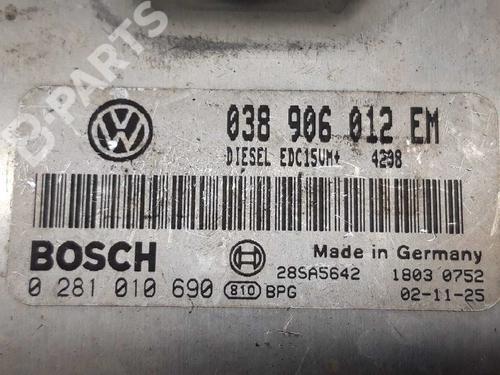 B-PARTS
038 906 012 EM
DIESEL EDC15VM+ 4298
BOSCH
Made in Germany
28SA5642 1803 0752
0 281 010 690 810 BPG 02-11-25